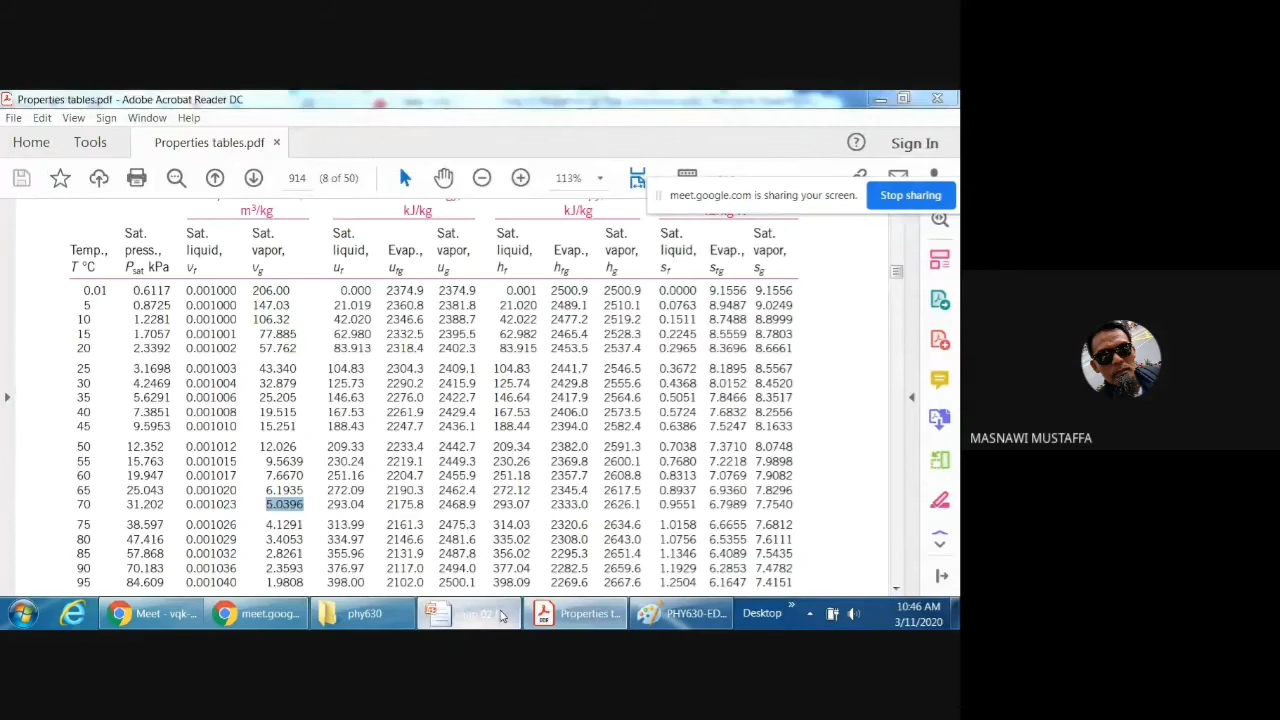 Properties tables.pdf - Adobe Acrobat Reader DC
File Edit View Sign Window Help
Home Tools Properties tables.pdf × Sign In
914 (8 of 50) 113%
meet.google.com is sharing your screen. Stop sharing
m³/kg kJ/kg kJ/kg
Sat. Sat. Sat. Sat. Sat. Sat. Sat. Sat. Sat.
Temp., press., liquid, vapor, liquid, Evap., vapor, liquid, Evap., vapor, liquid, Evap., vapor,
T °C Psat kPa vf vg uf ufg ug hf hfg hg sf sfg sg
0.01 0.6117 0.001000 206.00 0.000 2374.9 2374.9 0.001 2500.9 2500.9 0.0000 9.1556 9.1556
5 0.8725 0.001000 147.03 21.019 2360.8 2381.8 21.020 2489.1 2510.1 0.0763 8.9487 9.0249
10 1.2281 0.001000 106.32 42.020 2346.6 2388.7 42.022 2477.2 2519.2 0.1511 8.7488 8.8999
15 1.7057 0.001001 77.885 62.980 2332.5 2395.5 62.982 2465.4 2528.3 0.2245 8.5559 8.7803
20 2.3392 0.001002 57.762 83.913 2318.4 2402.3 83.915 2453.5 2537.4 0.2965 8.3696 8.6661
25 3.1698 0.001003 43.340 104.83 2304.3 2409.1 104.83 2441.7 2546.5 0.3672 8.1895 8.5567
30 4.2469 0.001004 32.879 125.73 2290.2 2415.9 125.74 2429.8 2555.6 0.4368 8.0152 8.4520
35 5.6291 0.001006 25.205 146.63 2276.0 2422.7 146.64 2417.9 2564.6 0.5051 7.8466 8.3517
40 7.3851 0.001008 19.515 167.53 2261.9 2429.4 167.53 2406.0 2573.5 0.5724 7.6832 8.2556
45 9.5953 0.001010 15.251 188.43 2247.7 2436.1 188.44 2394.0 2582.4 0.6386 7.5247 8.1633
50 12.352 0.001012 12.026 209.33 2233.4 2442.7 209.34 2382.0 2591.3 0.7038 7.3710 8.0748
55 15.763 0.001015 9.5639 230.24 2219.1 2449.3 230.26 2369.8 2600.1 0.7680 7.2218 7.9898
60 19.947 0.001017 7.6670 251.16 2204.7 2455.9 251.18 2357.7 2608.8 0.8313 7.0769 7.9082
65 25.043 0.001020 6.1935 272.09 2190.3 2462.4 272.12 2345.4 2617.5 0.8937 6.9360 7.8296
70 31.202 0.001023 5.0396 293.04 2175.8 2468.9 293.07 2333.0 2626.1 0.9551 6.7989 7.7540
75 38.597 0.001026 4.1291 313.99 2161.3 2475.3 314.03 2320.6 2634.6 1.0158 6.6655 7.6812
80 47.416 0.001029 3.4053 334.97 2146.6 2481.6 335.02 2308.0 2643.0 1.0756 6.5355 7.6111
85 57.868 0.001032 2.8261 355.96 2131.9 2487.8 356.02 2295.3 2651.4 1.1346 6.4089 7.5435
90 70.183 0.001036 2.3593 376.97 2117.0 2494.0 377.04 2282.5 2659.6 1.1929 6.2853 7.4782
95 84.609 0.001040 1.9808 398.00 2102.0 2500.1 398.09 2269.6 2667.6 1.2504 6.1647 7.4151
MASNAWI MUSTAFFA
Meet - vqk-... meet.goog... phy630 Properties t... PHY630-ED... Desktop » 10:46 AM
3/11/2020